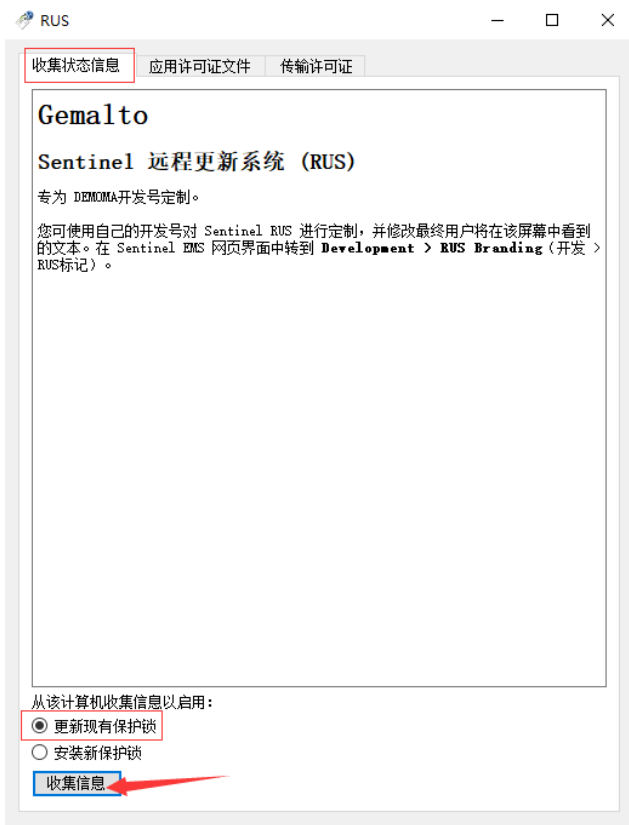 RUS
收集状态信息 应用许可证文件 传输许可证
Gemalto
Sentinel 远程更新系统 (RUS)
专为 DEMOMA开发号定制。
您可使用自己的开发号对 Sentinel RUS 进行定制，并修改最终用户将在该屏幕中看到
的文本。在 Sentinel EMS 网页界面中转到 Development > RUS Branding（开发 >
RUS标记）。
从该计算机收集信息以启用：
更新现有保护锁
安装新保护锁
收集信息